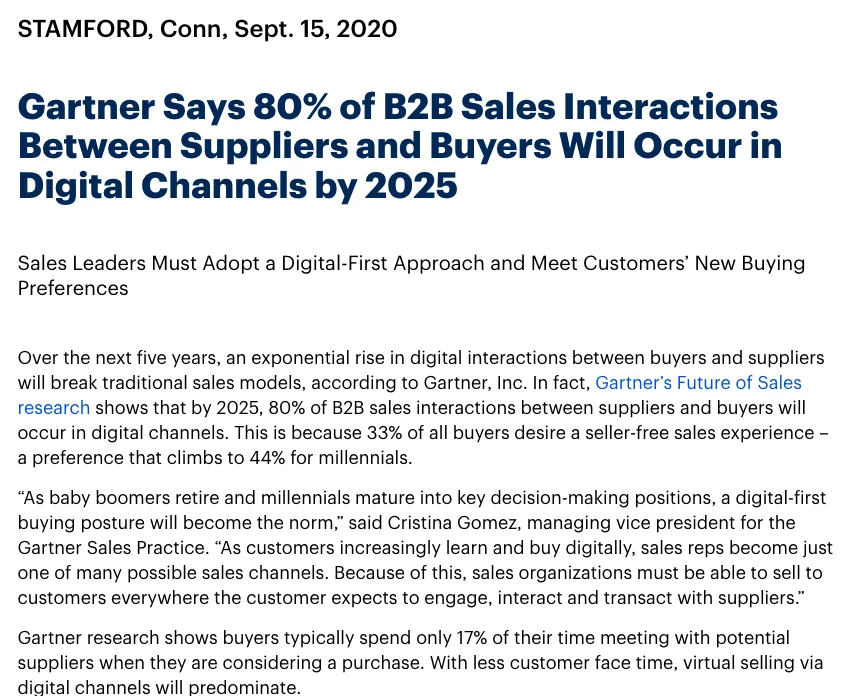 STAMFORD, Conn, Sept. 15, 2020
Gartner Says 80% of B2B Sales Interactions
Between Suppliers and Buyers Will Occur in
Digital Channels by 2025
Sales Leaders Must Adopt a Digital-First Approach and Meet Customers’ New Buying
Preferences
Over the next five years, an exponential rise in digital interactions between buyers and suppliers
will break traditional sales models, according to Gartner, Inc. In fact, Gartner’s Future of Sales
research shows that by 2025, 80% of B2B sales interactions between suppliers and buyers will
occur in digital channels. This is because 33% of all buyers desire a seller-free sales experience –
a preference that climbs to 44% for millennials.
“As baby boomers retire and millennials mature into key decision-making positions, a digital-first
buying posture will become the norm,” said Cristina Gomez, managing vice president for the
Gartner Sales Practice. “As customers increasingly learn and buy digitally, sales reps become just
one of many possible sales channels. Because of this, sales organizations must be able to sell to
customers everywhere the customer expects to engage, interact and transact with suppliers.”
Gartner research shows buyers typically spend only 17% of their time meeting with potential
suppliers when they are considering a purchase. With less customer face time, virtual selling via
digital channels will predominate.